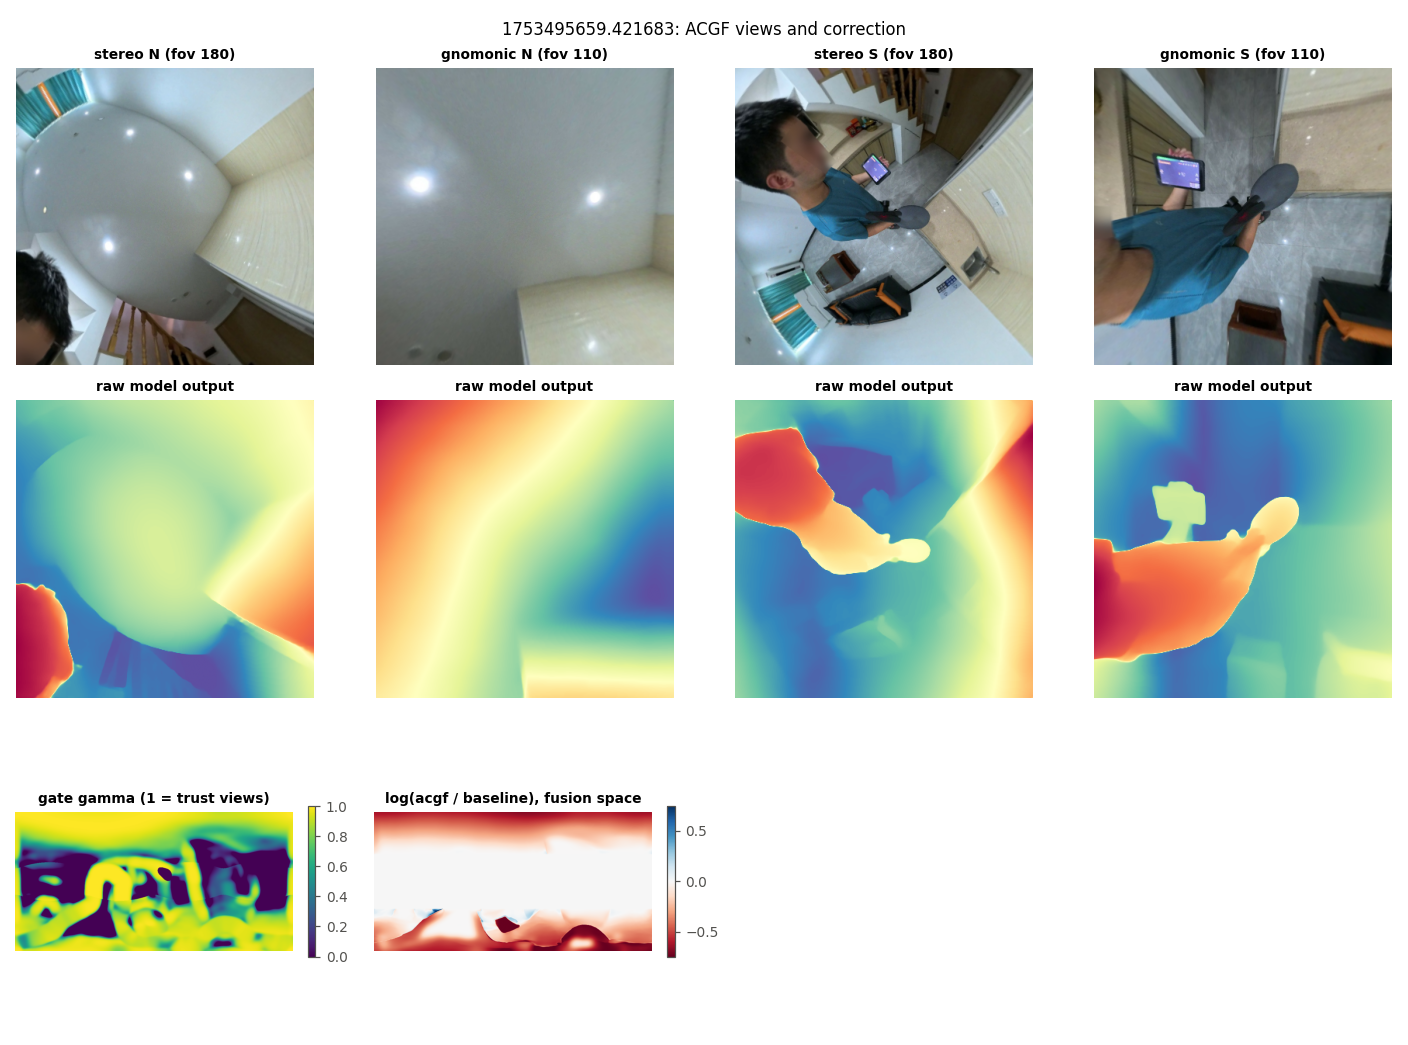 1753495659.421683: ACGF views and correction
stereo N (fov 180)
gnomonic N (fov 110)
stereo S (fov 180)
gnomonic S (fov 110)
raw model output
raw model output
raw model output
raw model output
gate gamma (1 = trust views)
1.0
0.8
0.6
0.4
0.2
0.0
log(acgf / baseline), fusion space
0.5
0.0
−0.5